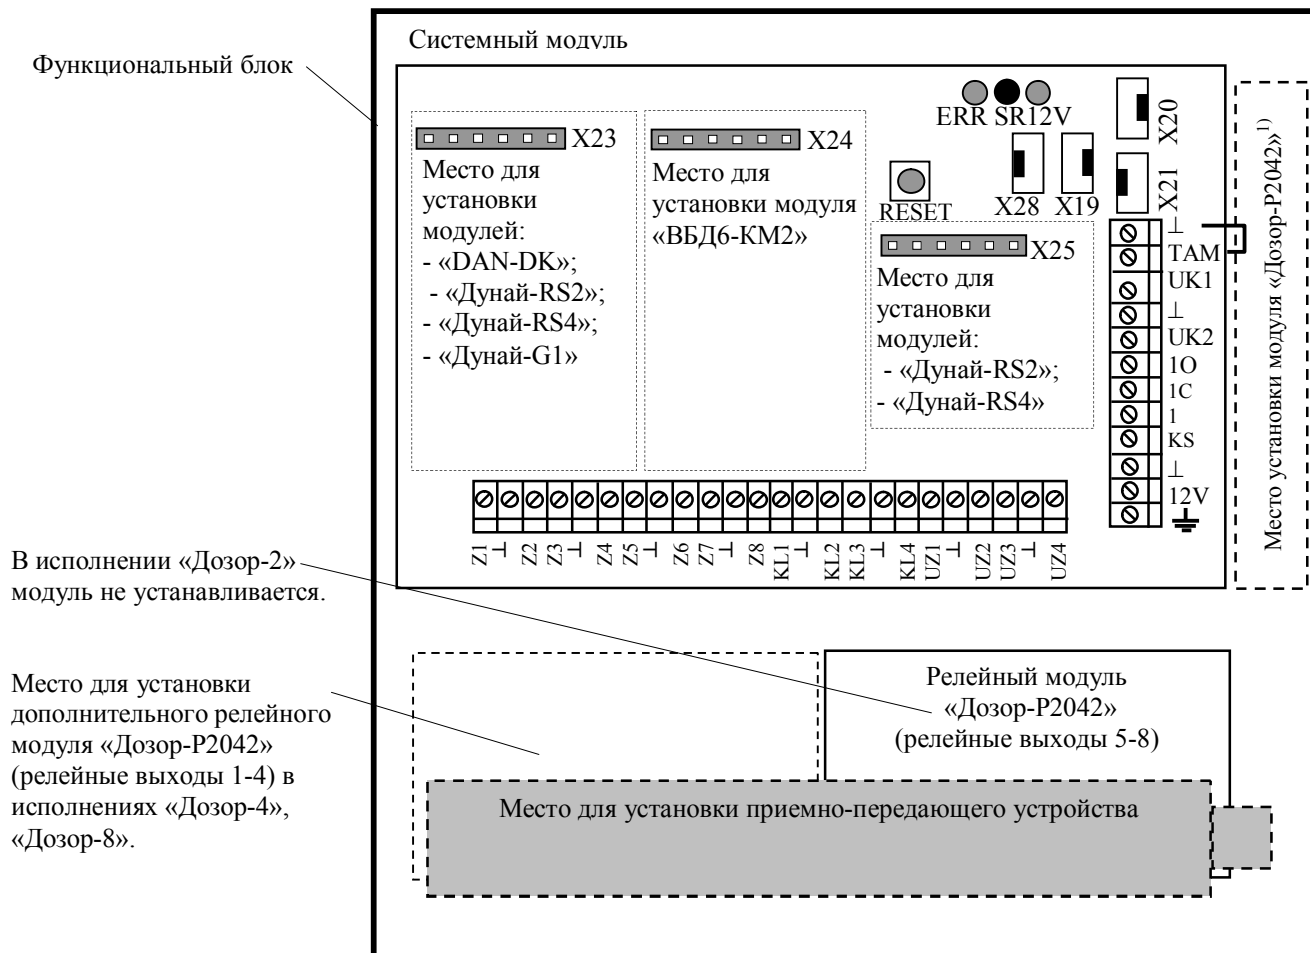 Системный модуль
Функциональный блок
ERR SR12V
X20
X23
X24
Место для
установки
модулей:
- «DAN-DK»;
- «Дунай-RS2»;
- «Дунай-RS4»;
- «Дунай-G1»
Место для
установки модуля
«ВБД6-КМ2»
RESET
X28
X19
X21
X25
Место для
установки
модулей:
- «Дунай-RS2»;
- «Дунай-RS4»
⊥
TAM
UK1
⊥
UK2
1O
1C
1
KS
⊥
12V
Место установки модуля «Дозор-Р2042»1)
Z1 ⊥ Z2 Z3 ⊥ Z4 Z5 ⊥ Z6 Z7 ⊥ Z8 KL1 ⊥ KL2 KL3 ⊥ KL4 UZ1 ⊥ UZ2 UZ3 ⊥ UZ4
В исполнении «Дозор-2»
модуль не устанавливается.
Место для установки
дополнительного релейного
модуля «Дозор-Р2042»
(релейные выходы 1-4) в
исполнениях «Дозор-4»,
«Дозор-8».
Релейный модуль
«Дозор-Р2042»
(релейные выходы 5-8)
Место для установки приемно-передающего устройства